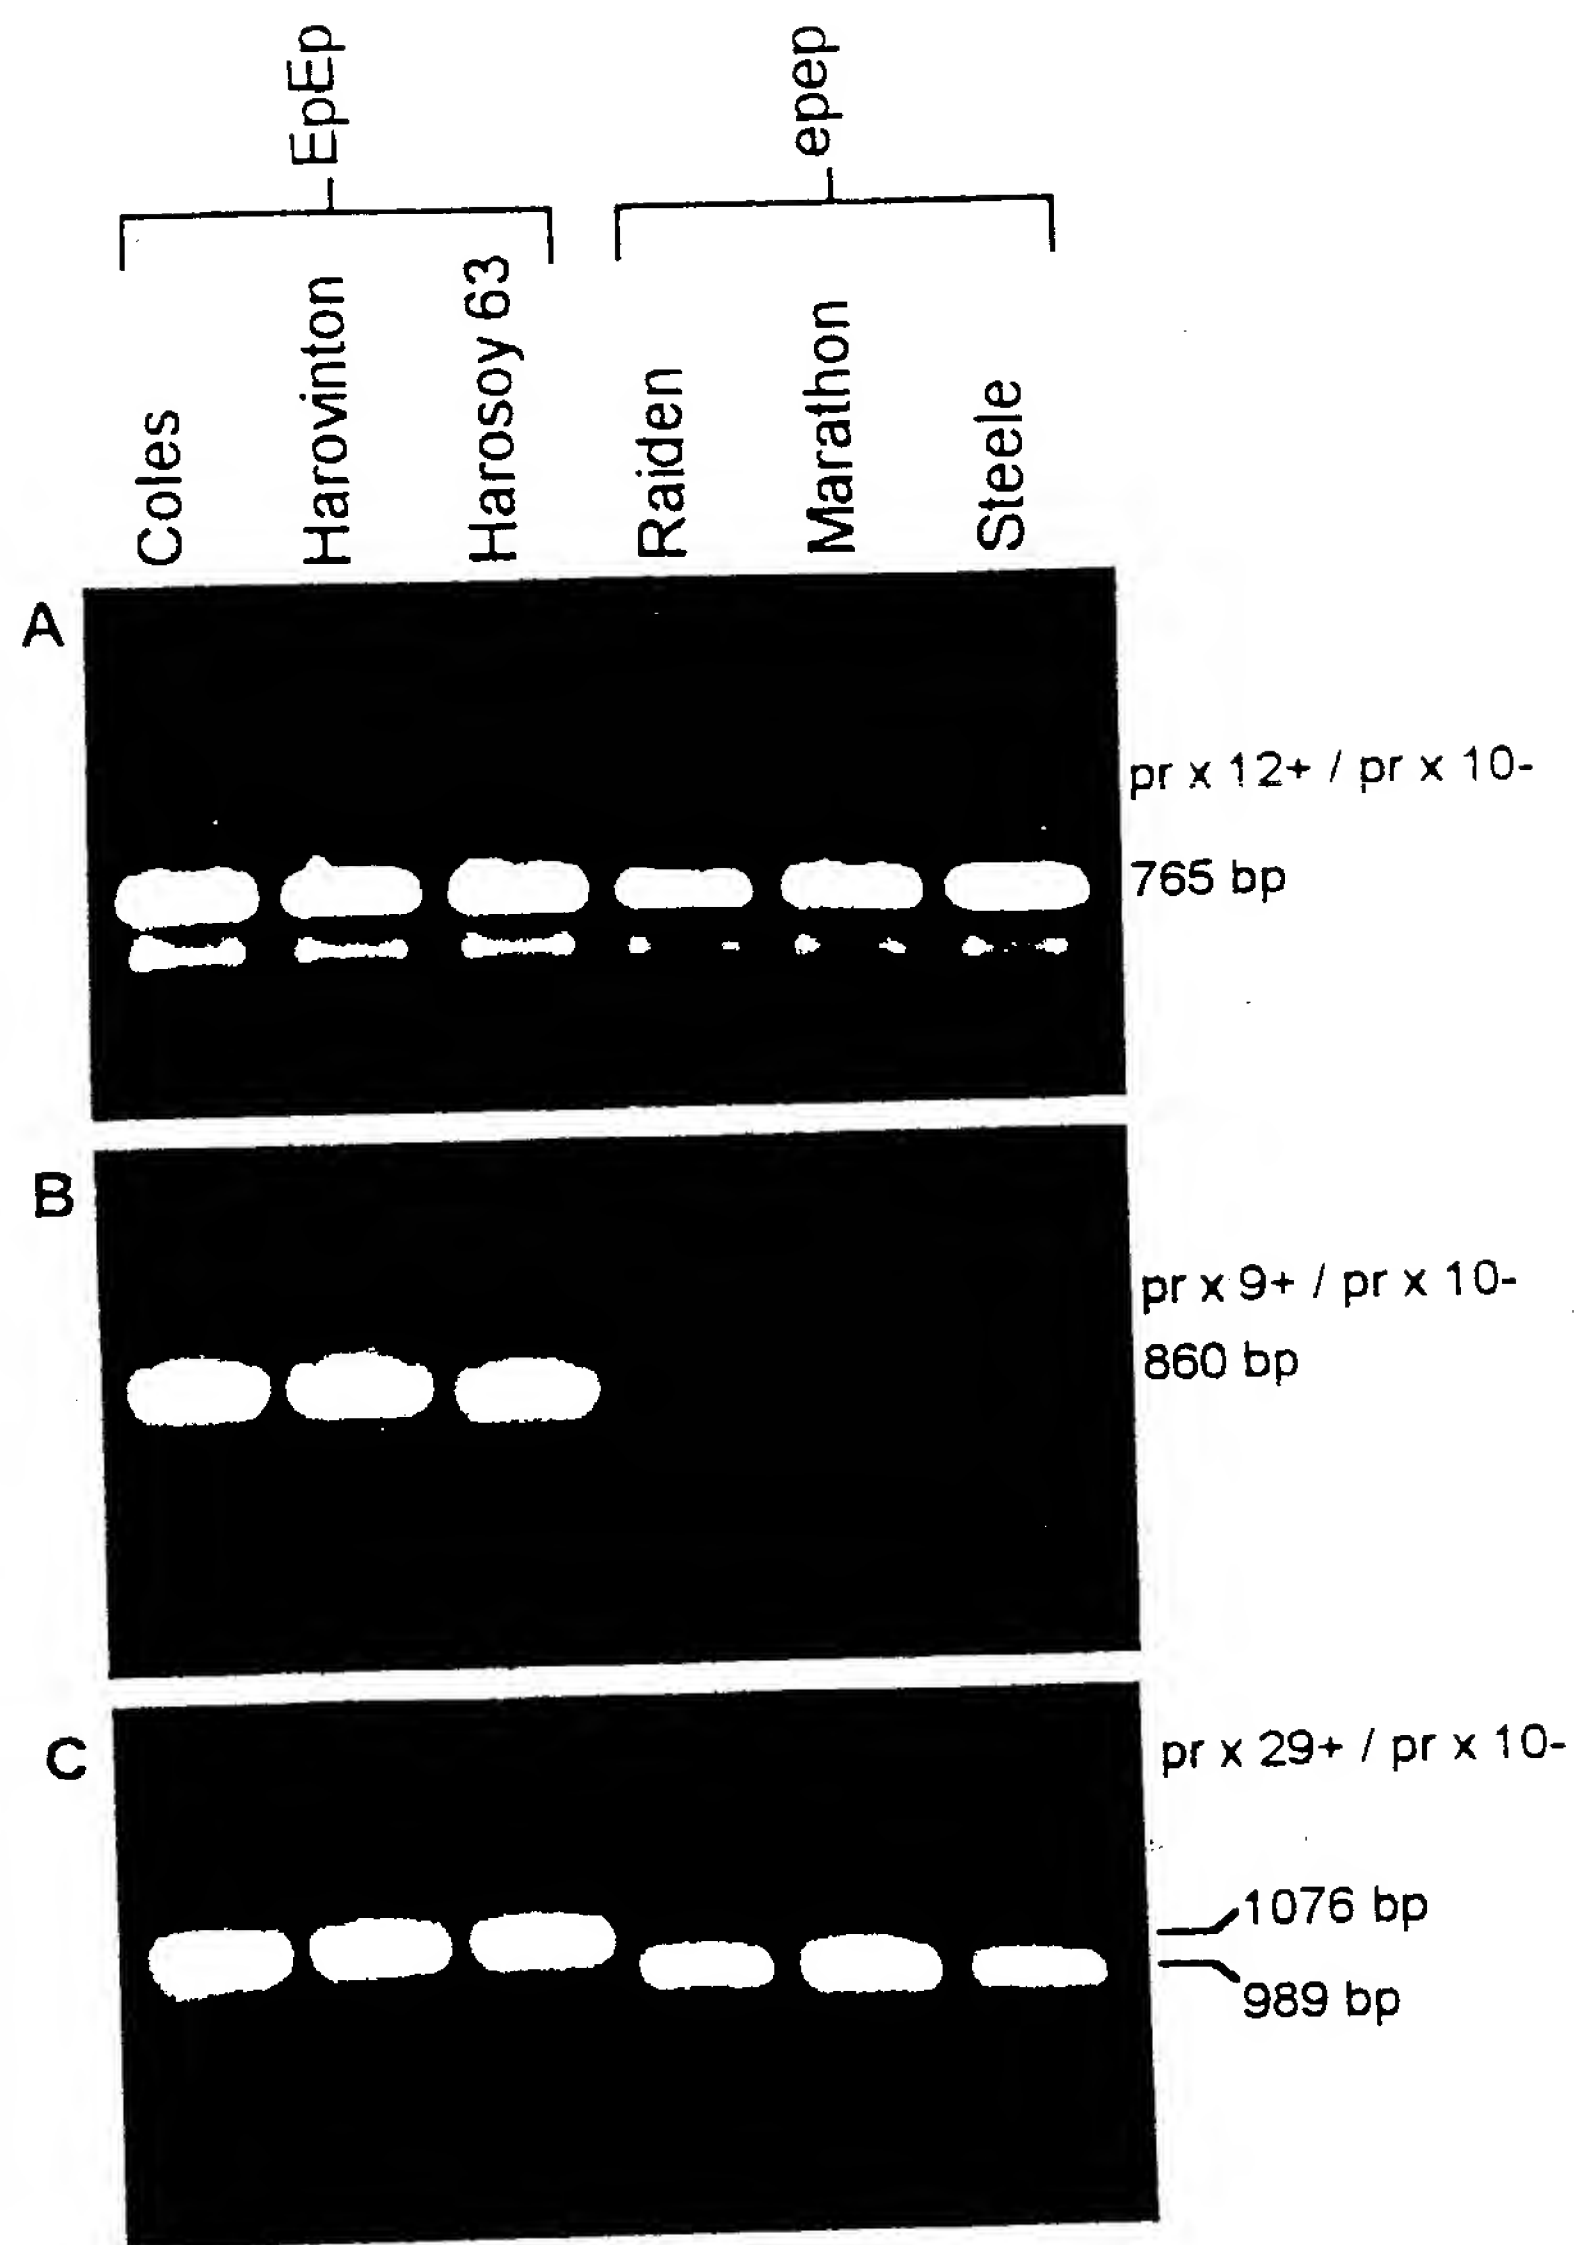 EpEp
epep
Coles
Harovinton
Harosoy 63
Raiden
Marathon
Steele
A
pr x 12+ / pr x 10-
765 bp
B
pr x 9+ / pr x 10-
860 bp
C
pr x 29+ / pr x 10-
1076 bp
989 bp